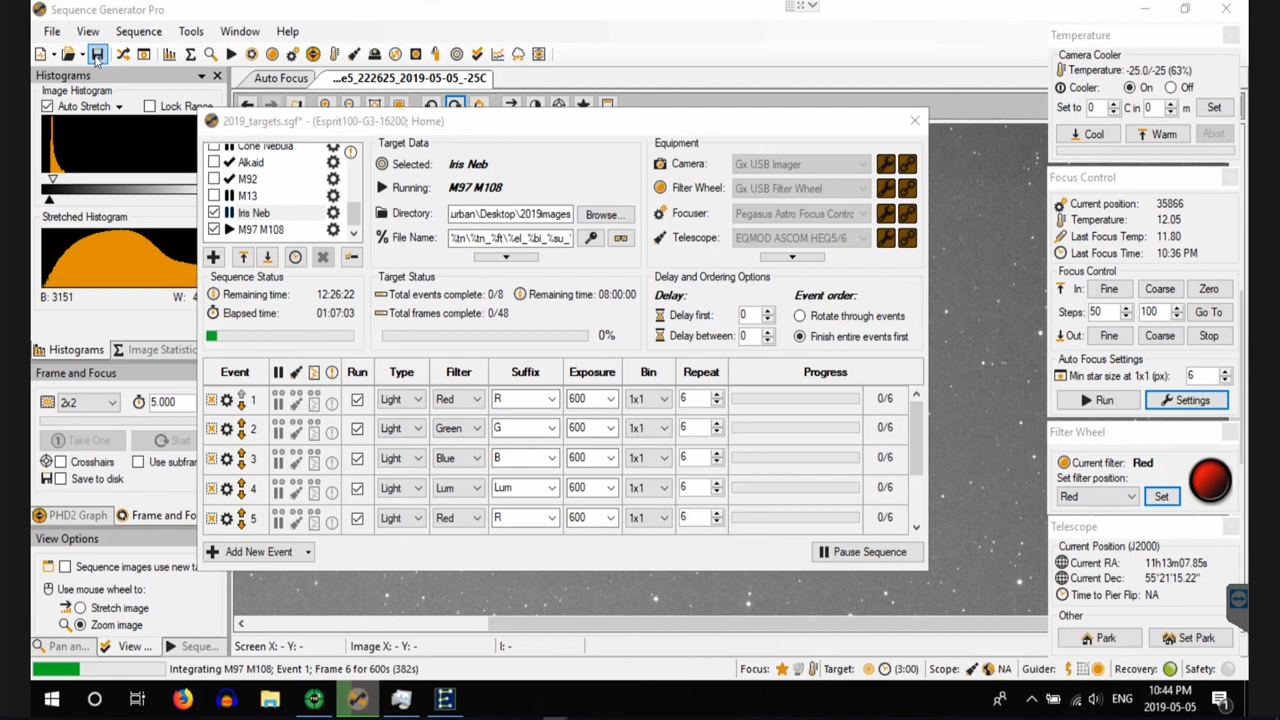 Sequence Generator Pro
File View Sequence Tools Window Help
Histograms
Image Histogram
Auto Stretch Lock Range
Stretched Histogram
B: 3151 W: 4
Histograms Image Statistic
Frame and Focus
2x2 5.000
Take One Start
Crosshairs Use subfran
Save to disk
PHD2 Graph Frame and Fo
View Options
Sequence images use new ta
Use mouse wheel to:
Stretch image
Zoom image
Pan an... View ... Seque...
Auto Focus ...e5_222625_2019-05-05_-25C
2019_targets.sgf* - (Esprit100-G3-16200; Home)
Cone Nebula
Alkaid
M92
M13
Iris Neb
M97 M108
Target Data
Selected: Iris Neb
Running: M97 M108
Directory: urban\Desktop\2019images Browse...
File Name: %tn\%tn_%ft\%el_%bi_%su_'
Equipment
Camera: Gx USB Imager
Filter Wheel: Gx USB Filter Wheel
Focuser: Pegasus Astro Focus Contrc
Telescope: EQMOD ASCOM HEQ5/6
Sequence Status
Remaining time: 12:26:22
Elapsed time: 01:07:03
Target Status
Total events complete: 0/8 Remaining time: 08:00:00
Total frames complete: 0/48
0%
Delay and Ordering Options
Delay: Event order:
Delay first: 0 Rotate through events
Delay between: 0 Finish entire events first
Event Run Type Filter Suffix Exposure Bin Repeat Progress
1 Light Red R 600 1x1 6 0/6
2 Light Green G 600 1x1 6 0/6
3 Light Blue B 600 1x1 6 0/6
4 Light Lum Lum 600 1x1 6 0/6
5 Light Red R 600 1x1 6 0/6
Add New Event Pause Sequence
Screen X: - Y: - Image X: - Y: - I: -
Temperature
Camera Cooler
Temperature: -25.0/-25 (63%)
Cooler: On Off
Set to 0 C in 0 m Set
Cool Warm Abort
Focus Control
Current position: 35866
Temperature: 12.05
Last Focus Temp: 11.80
Last Focus Time: 10:36 PM
Focus Control
In: Fine Coarse Zero
Steps: 50 100 Go To
Out: Fine Coarse Stop
Auto Focus Settings
Min star size at 1x1 (px): 6
Run Settings
Filter Wheel
Current filter: Red
Set filter position:
Red Set
Telescope
Current Position (J2000)
Current RA: 11h13m07.85s
Current Dec: 55°21'15.22"
Time to Pier Flip: NA
Other
Park Set Park
Integrating M97 M108; Event 1; Frame 6 for 600s (382s)
Focus: Target: (3:00) Scope: NA Guider: Recovery: Safety:
ENG
10:44 PM
2019-05-05
1